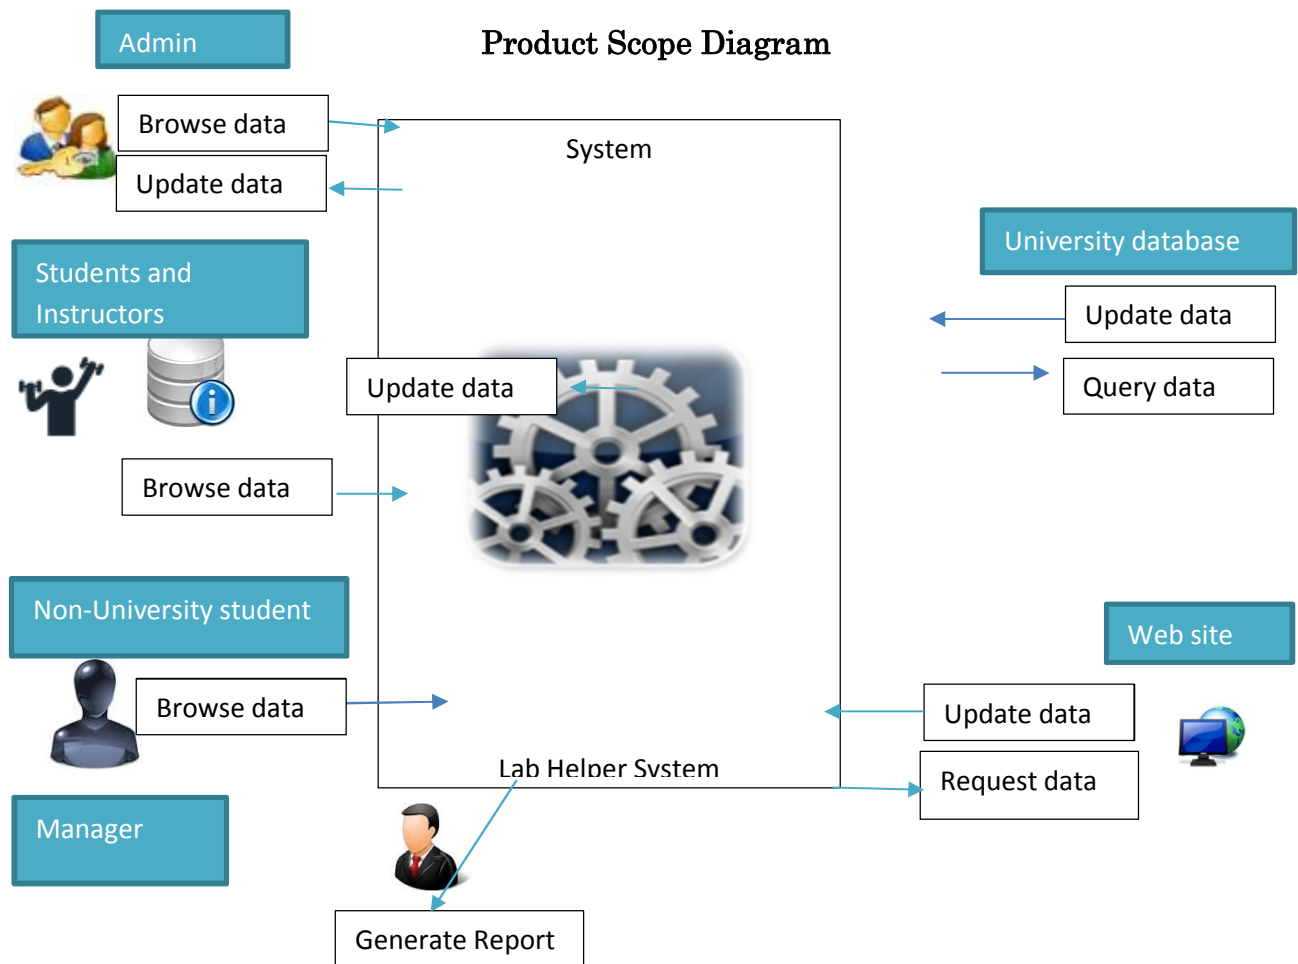 Admin
Product Scope Diagram
Browse data
System
Update data
University database
Students and
Instructors
Update data
Update data
Query data
Browse data
Non-University student
Web site
Browse data
Update data
Lab Helper System
Request data
Manager
Generate Report